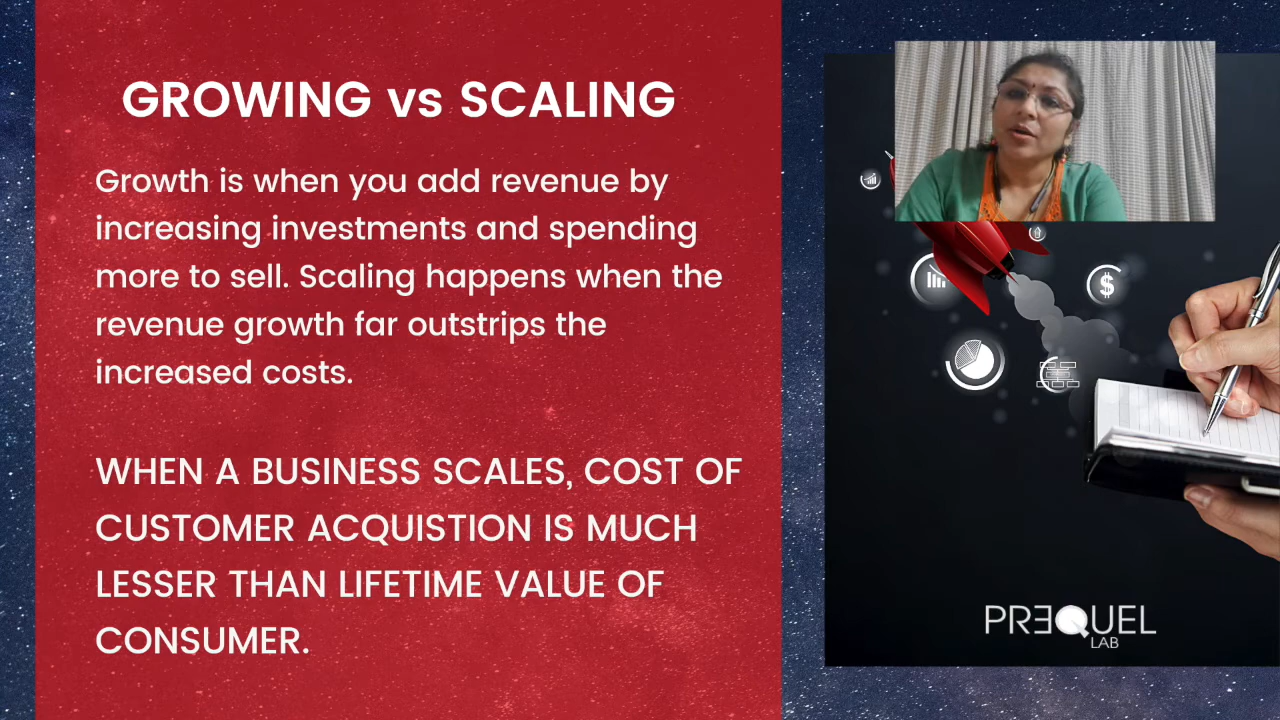 GROWING vs SCALING
Growth is when you add revenue by
increasing investments and spending
more to sell. Scaling happens when the
revenue growth far outstrips the
increased costs.
WHEN A BUSINESS SCALES, COST OF
CUSTOMER ACQUISTION IS MUCH
LESSER THAN LIFETIME VALUE OF
CONSUMER.
$
PRƎQUEL
LAB